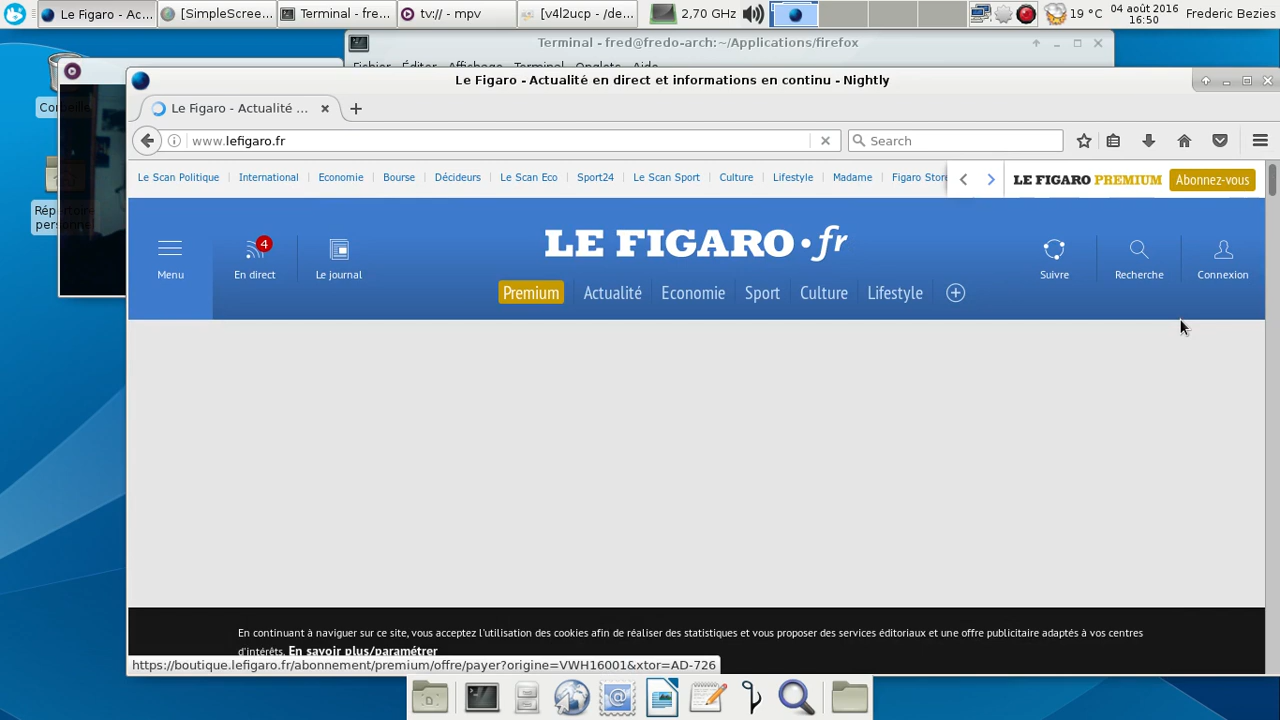 Le Figaro - Ac...
[SimpleScree...
Terminal - fre...
tv:// - mpv
[v4l2ucp - /de...
19 °C
04 août 2016
16:50
Frederic Bezies
Terminal - fred@fredo-arch:~/Applications/firefox
Le Figaro - Actualité en direct et informations en continu - Nightly
Le Figaro - Actualité ...
www.lefigaro.fr
Search
Le Scan Politique
International
Economie
Bourse
Décideurs
Le Scan Eco
Sport24
Le Scan Sport
Culture
Lifestyle
Madame
Figaro Store
LE FIGARO PREMIUM
Abonnez-vous
Menu
4
En direct
Le journal
LE FIGARO·fr
Suivre
Recherche
Connexion
Premium
Actualité
Economie
Sport
Culture
Lifestyle
Répertoire
personnel
En continuant à naviguer sur ce site, vous acceptez l'utilisation des cookies afin de réaliser des statistiques et vous proposer des services éditoriaux et une offre publicitaire adaptés à vos centres
d'intérêts. En savoir plus/paramétrer
https://boutique.lefigaro.fr/abonnement/premium/offre/payer?origine=VWH16001&xtor=AD-726